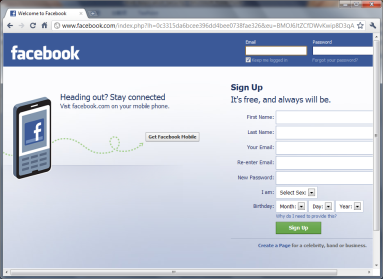 Welcome to Facebook
www.facebook.com/index.php?lh=
Email
Password
facebook
Keep me logged in
Forgot your password?
Heading out? Stay connected
Visit facebook.com on your mobile phone.
Get Facebook Mobile
Sign Up
It's free, and always will be.
First Name:
Last Name:
Your Email:
Re-enter Email:
New Password:
I am:
Select Sex:
Birthday:
Month:
Day:
Year:
Why do I need to provide this?
Sign Up
Create a Page for a celebrity, band or business.